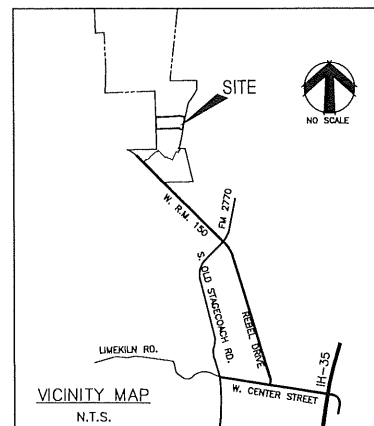 SITE
NO SCALE
W. R.M. 150
FM 2770
S. OLD STAGECOACH RD.
REBEL DRIVE
LIMEKILN RD.
IH-35
W. CENTER STREET
VICINITY MAP
N.T.S.